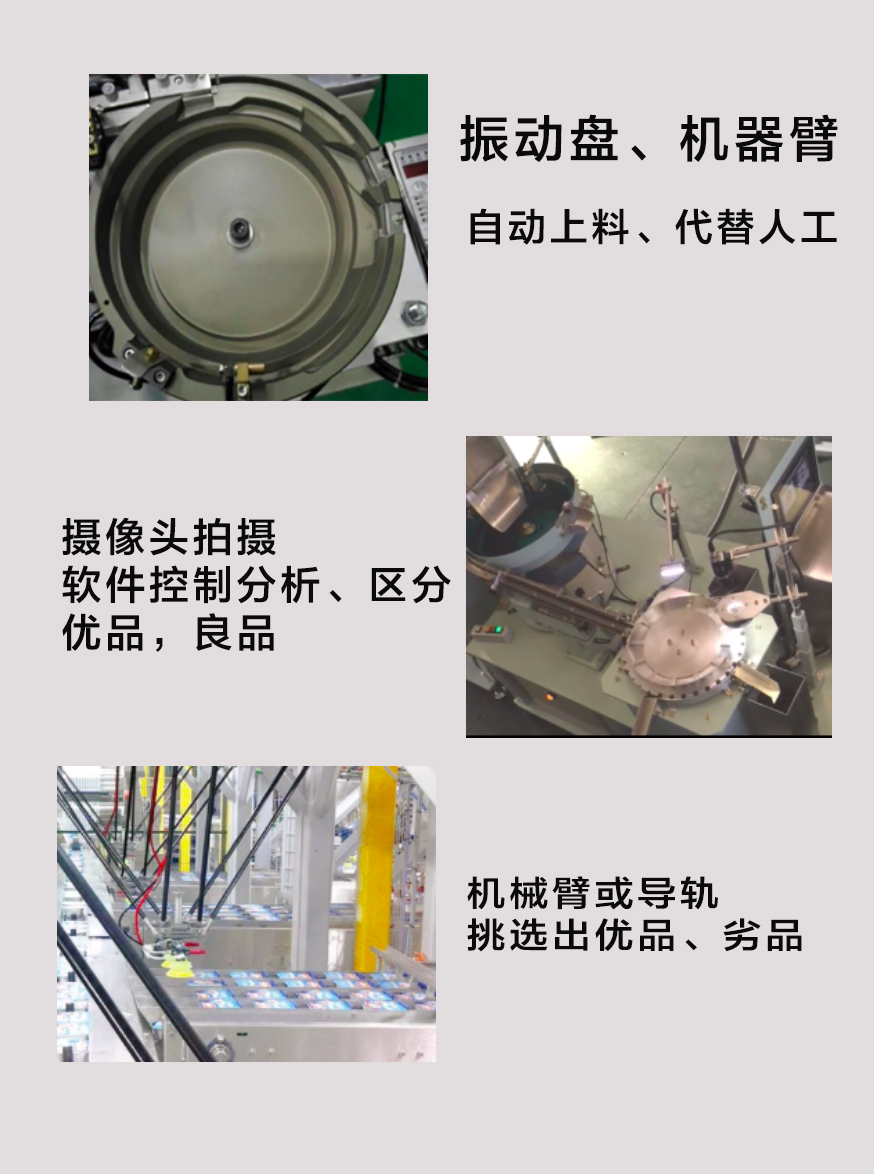 振动盘、机器臂
自动上料、代替人工
摄像头拍摄
软件控制分析、区分
优品，良品
机械臂或导轨
挑选出优品、劣品